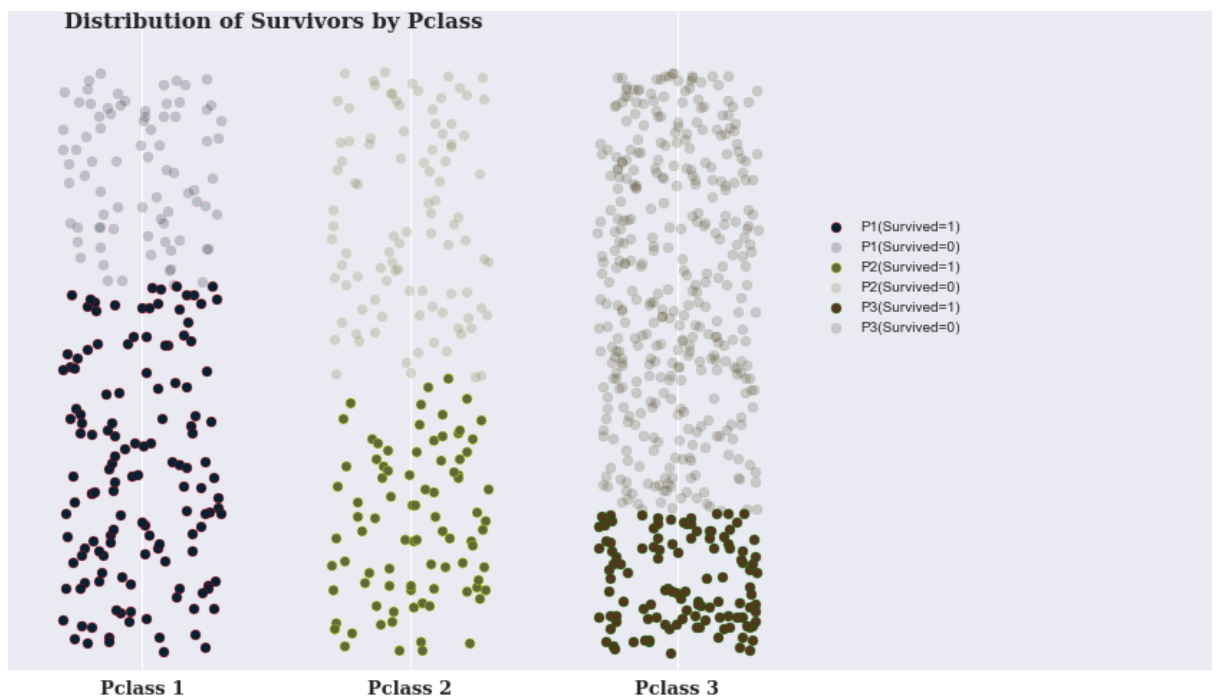 Distribution of Survivors by Pclass
P1(Survived=1)
P1(Survived=0)
P2(Survived=1)
P2(Survived=0)
P3(Survived=1)
P3(Survived=0)
Pclass 1
Pclass 2
Pclass 3